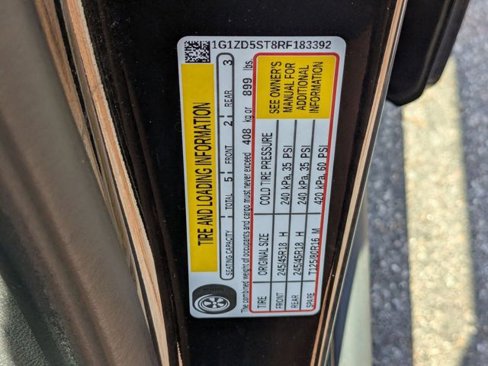 1G1ZD5ST8RF183392
TIRE AND LOADING INFORMATION
SEATING CAPACITY TOTAL 5 FRONT 2 REAR 3
The combined weight of occupants and cargo must never exceed 408 kg or 899 lbs.
TIRE ORIGINAL SIZE COLD TIRE PRESSURE
FRONT 245/45R18 H 240 kPa, 35 PSI
REAR 245/45R18 H 240 kPa, 35 PSI
SPARE T125/80R16 M 420 kPa, 60 PSI
SEE OWNER'S
MANUAL FOR
ADDITIONAL
INFORMATION